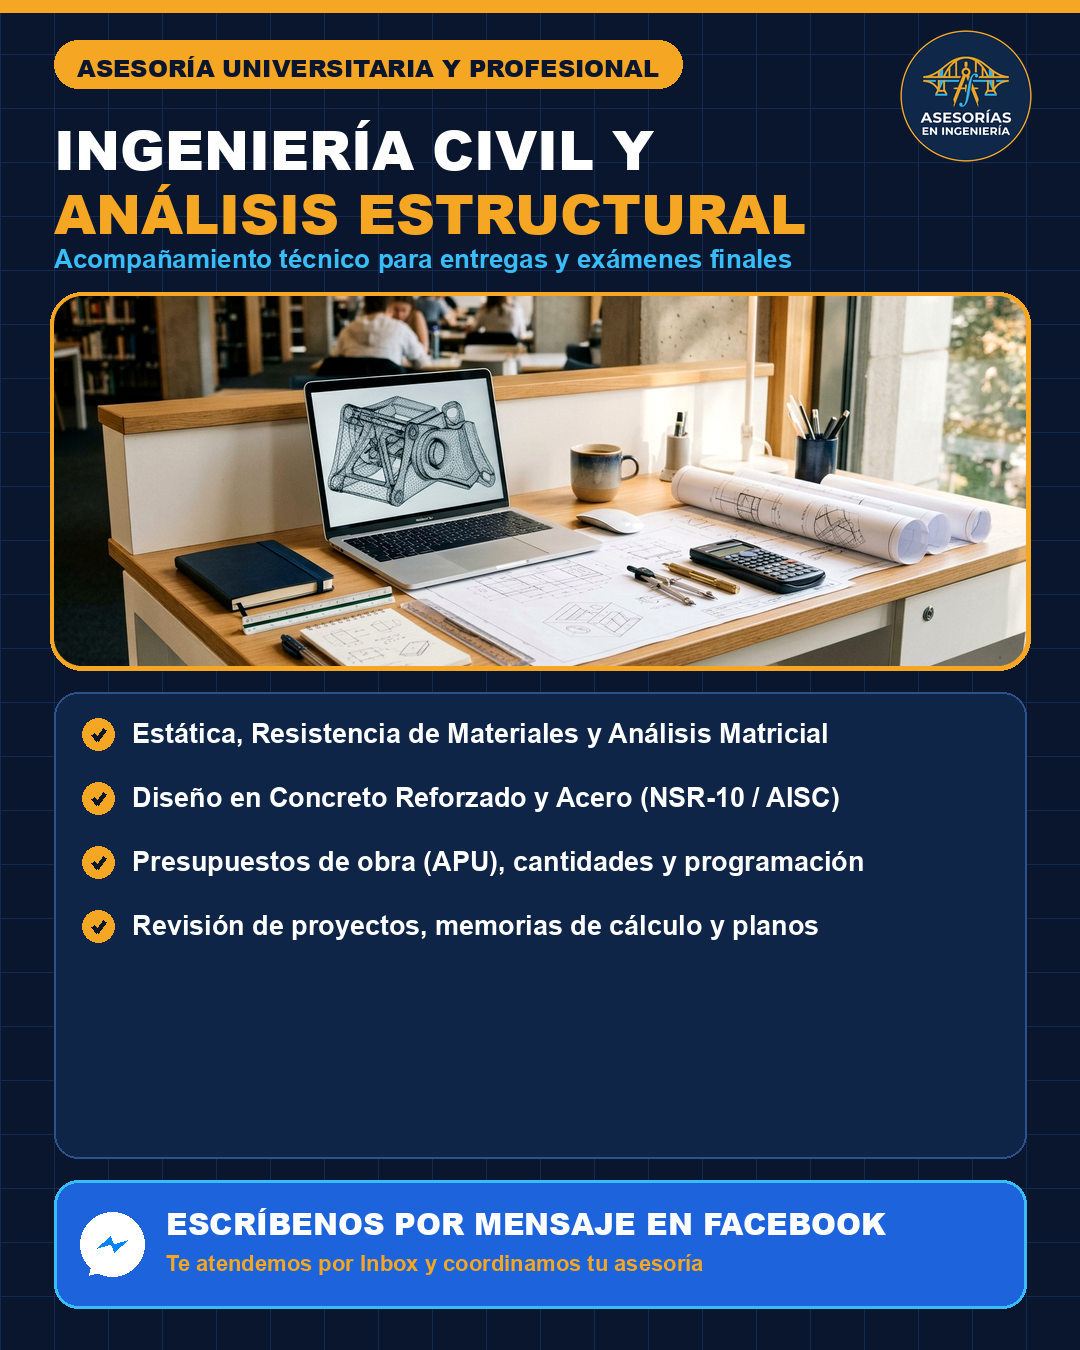 ASESORÍA UNIVERSITARIA Y PROFESIONAL
ASESORÍAS
EN INGENIERÍA
INGENIERÍA CIVIL Y
ANÁLISIS ESTRUCTURAL
Acompañamiento técnico para entregas y exámenes finales
Estática, Resistencia de Materiales y Análisis Matricial
Diseño en Concreto Reforzado y Acero (NSR-10 / AISC)
Presupuestos de obra (APU), cantidades y programación
Revisión de proyectos, memorias de cálculo y planos
ESCRÍBENOS POR MENSAJE EN FACEBOOK
Te atendemos por Inbox y coordinamos tu asesoría